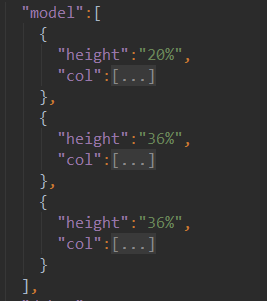 "model":[
{
"height":"20%",
"col":[...]
},
{
"height":"36%",
"col":[...]
},
{
"height":"36%",
"col":[...]
}
],